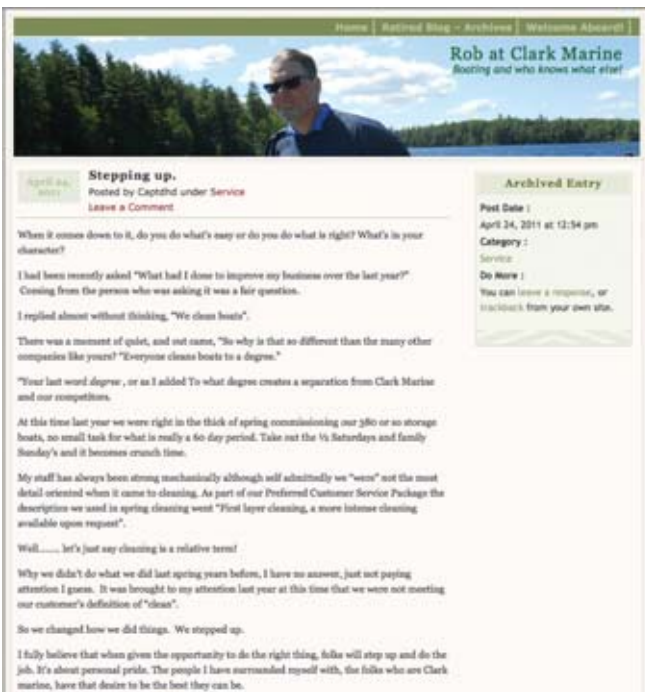 Home | Retired Blog – Archives | Welcome Aboard! |
Rob at Clark Marine
Boating and who knows what else!
April 24,
2011
Stepping up.
Posted by Captdhd under Service
Leave a Comment
When it comes down to it, do you do what's easy or do you do what is right? What's in your
character?
I had been recently asked "What had I done to improve my business over the last year?"
Coming from the person who was asking it was a fair question.
I replied almost without thinking, "We clean boats".
There was a moment of quiet, and out came, "So why is that so different than the many other
companies like yours? "Everyone cleans boats to a degree."
"Your last word degree , or as I added To what degree creates a separation from Clark Marine
and our competitors.
At this time last year we were right in the thick of spring commissioning our 380 or so storage
boats, no small task for what is really a 60 day period. Take out the ½ Saturdays and family
Sunday's and it becomes crunch time.
My staff has always been strong mechanically although self admittedly we "were" not the most
detail oriented when it came to cleaning. As part of our Preferred Customer Service Package the
description we used in spring cleaning went "First layer cleaning, a more intense cleaning
available upon request".
Well....... let's just say cleaning is a relative term!
Why we didn't do what we did last spring years before, I have no answer, just not paying
attention I guess. It was brought to my attention last year at this time that we were not meeting
our customer's definition of "clean".
So we changed how we did things. We stepped up.
I fully believe that when given the opportunity to do the right thing, folks will step up and do the
job. It's about personal pride. The people I have surrounded myself with, the folks who are Clark
marine, have that desire to be the best they can be.
Archived Entry
Post Date :
April 24, 2011 at 12:54 pm
Category :
Service
Do More :
You can leave a response, or
trackback from your own site.